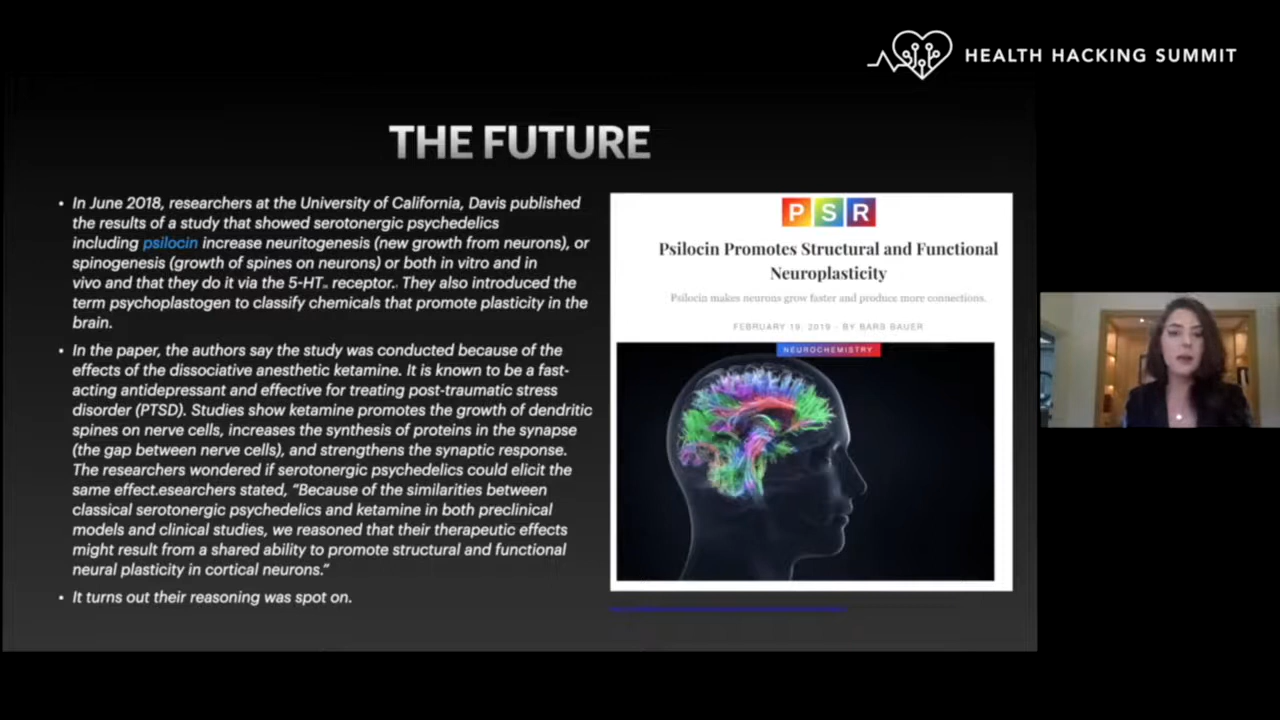 HEALTH HACKING SUMMIT
THE FUTURE
• In June 2018, researchers at the University of California, Davis published
the results of a study that showed serotonergic psychedelics
including psilocin increase neuritogenesis (new growth from neurons), or
spinogenesis (growth of spines on neurons) or both in vitro and in
vivo and that they do it via the 5-HT receptor. They also introduced the
term psychoplastogen to classify chemicals that promote plasticity in the
brain.
• In the paper, the authors say the study was conducted because of the
effects of the dissociative anesthetic ketamine. It is known to be a fast-
acting antidepressant and effective for treating post-traumatic stress
disorder (PTSD). Studies show ketamine promotes the growth of dendritic
spines on nerve cells, increases the synthesis of proteins in the synapse
(the gap between nerve cells), and strengthens the synaptic response.
The researchers wondered if serotonergic psychedelics could elicit the
same effect.esearchers stated, “Because of the similarities between
classical serotonergic psychedelics and ketamine in both preclinical
models and clinical studies, we reasoned that their therapeutic effects
might result from a shared ability to promote structural and functional
neural plasticity in cortical neurons.”
• It turns out their reasoning was spot on.
PSR
Psilocin Promotes Structural and Functional
Neuroplasticity
Psilocin makes neurons grow faster and produce more connections.
FEBRUARY 19, 2019 - BY BARB BAUER
NEUROCHEMISTRY